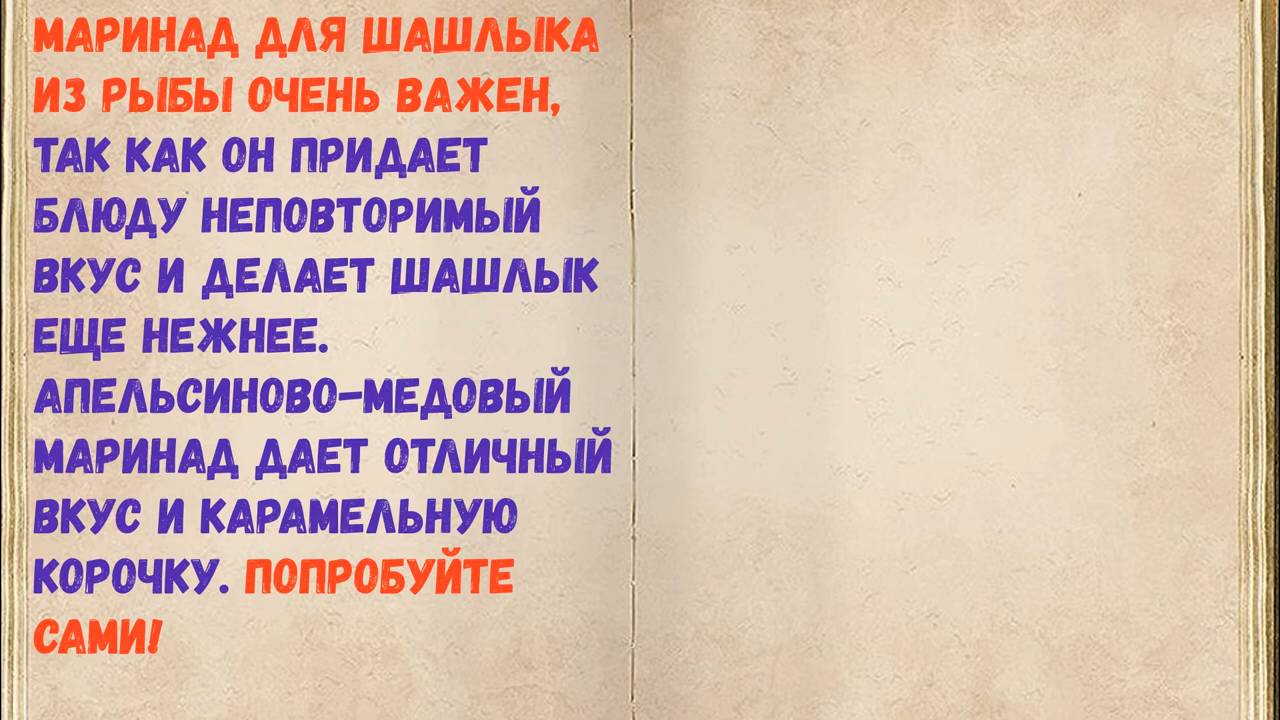 МАРИНАД ДЛЯ ШАШЛЫКА
ИЗ РЫБЫ ОЧЕНЬ ВАЖЕН,
ТАК КАК ОН ПРИДАЕТ
БЛЮДУ НЕПОВТОРИМЫЙ
ВКУС И ДЕЛАЕТ ШАШЛЫК
ЕЩЕ НЕЖНЕЕ.
АПЕЛЬСИНОВО-МЕДОВЫЙ
МАРИНАД ДАЕТ ОТЛИЧНЫЙ
ВКУС И КАРАМЕЛЬНУЮ
КОРОЧКУ. ПОПРОБУЙТЕ
САМИ!